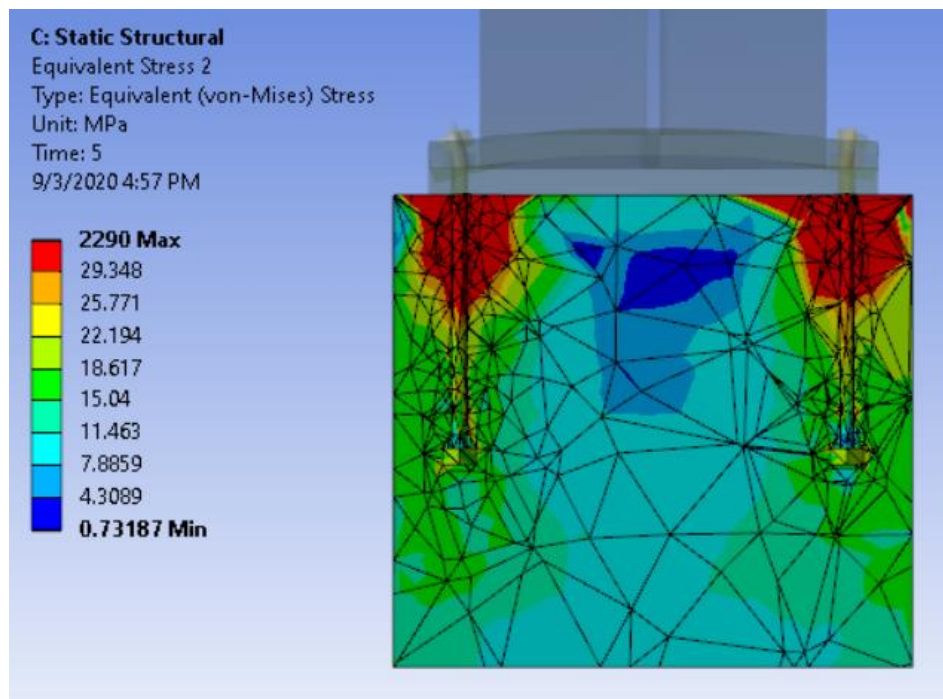 C: Static Structural
Equivalent Stress 2
Type: Equivalent (von-Mises) Stress
Unit: MPa
Time: 5
9/3/2020 4:57 PM
2290 Max
29.348
25.771
22.194
18.617
15.04
11.463
7.8859
4.3089
0.73187 Min